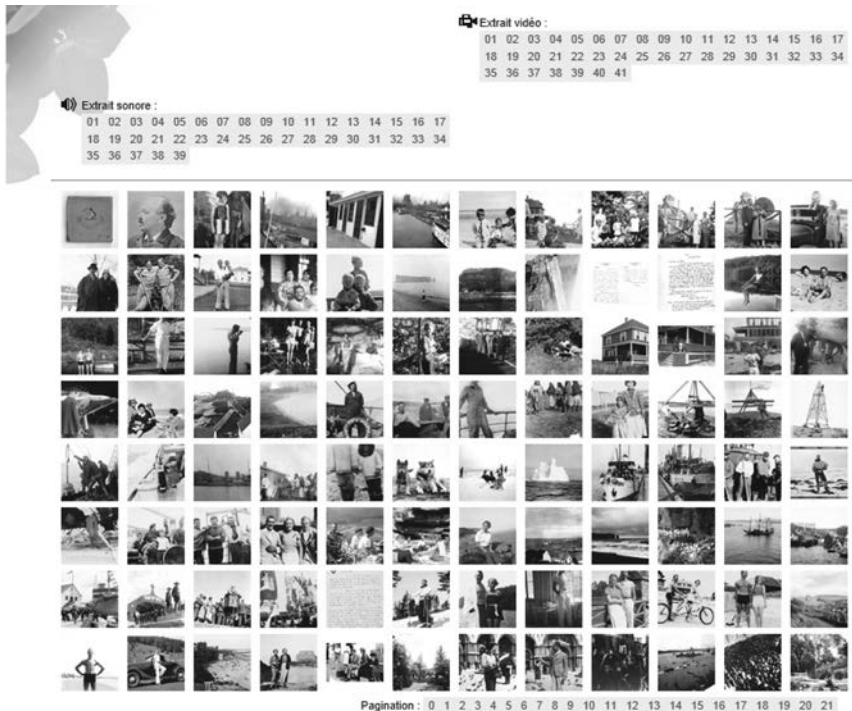 Extrait vidéo :
01 02 03 04 05 06 07 08 09 10 11 12 13 14 15 16 17
18 19 20 21 22 23 24 25 26 27 28 29 30 31 32 33 34
35 36 37 38 39 40 41
Extrait sonore :
01 02 03 04 05 06 07 08 09 10 11 12 13 14 15 16 17
18 19 20 21 22 23 24 25 26 27 28 29 30 31 32 33 34
35 36 37 38 39
Pagination : 0 1 2 3 4 5 6 7 8 9 10 11 12 13 14 15 16 17 18 19 20 21